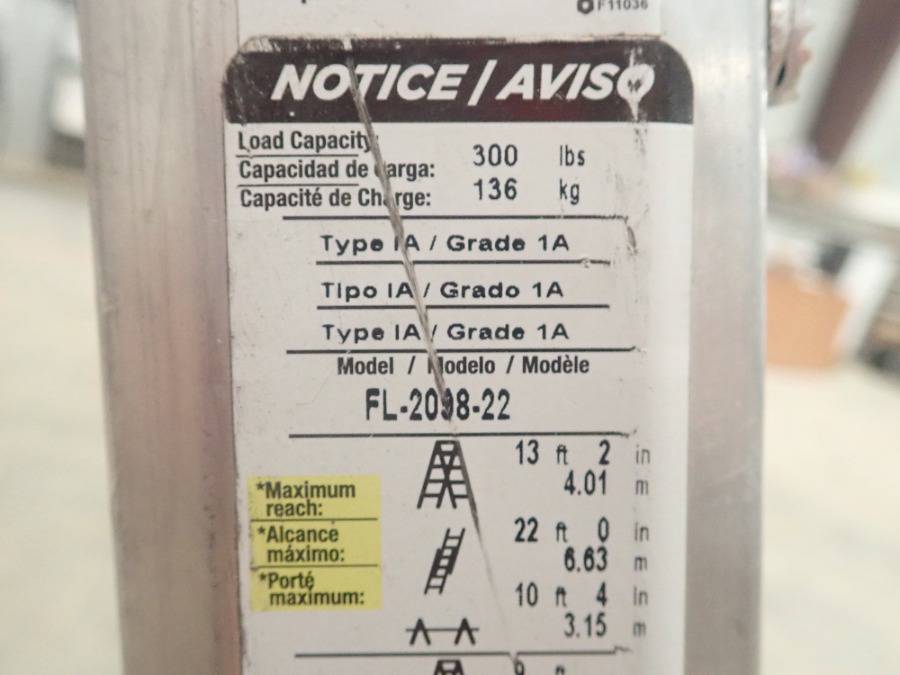 F11036
NOTICE / AVISO
Load Capacity
Capacidad de carga:
Capacité de Charge:
300 lbs
136 kg
Type IA / Grade 1A
Tipo IA / Grado 1A
Type IA / Grade 1A
Model / Modelo / Modèle
FL-2098-22
*Maximum
reach:
*Alcance
máximo:
*Porté
maximum:
13 ft 2 in
4.01 m
22 ft 0 in
6.63 m
10 ft 4 in
3.15 m